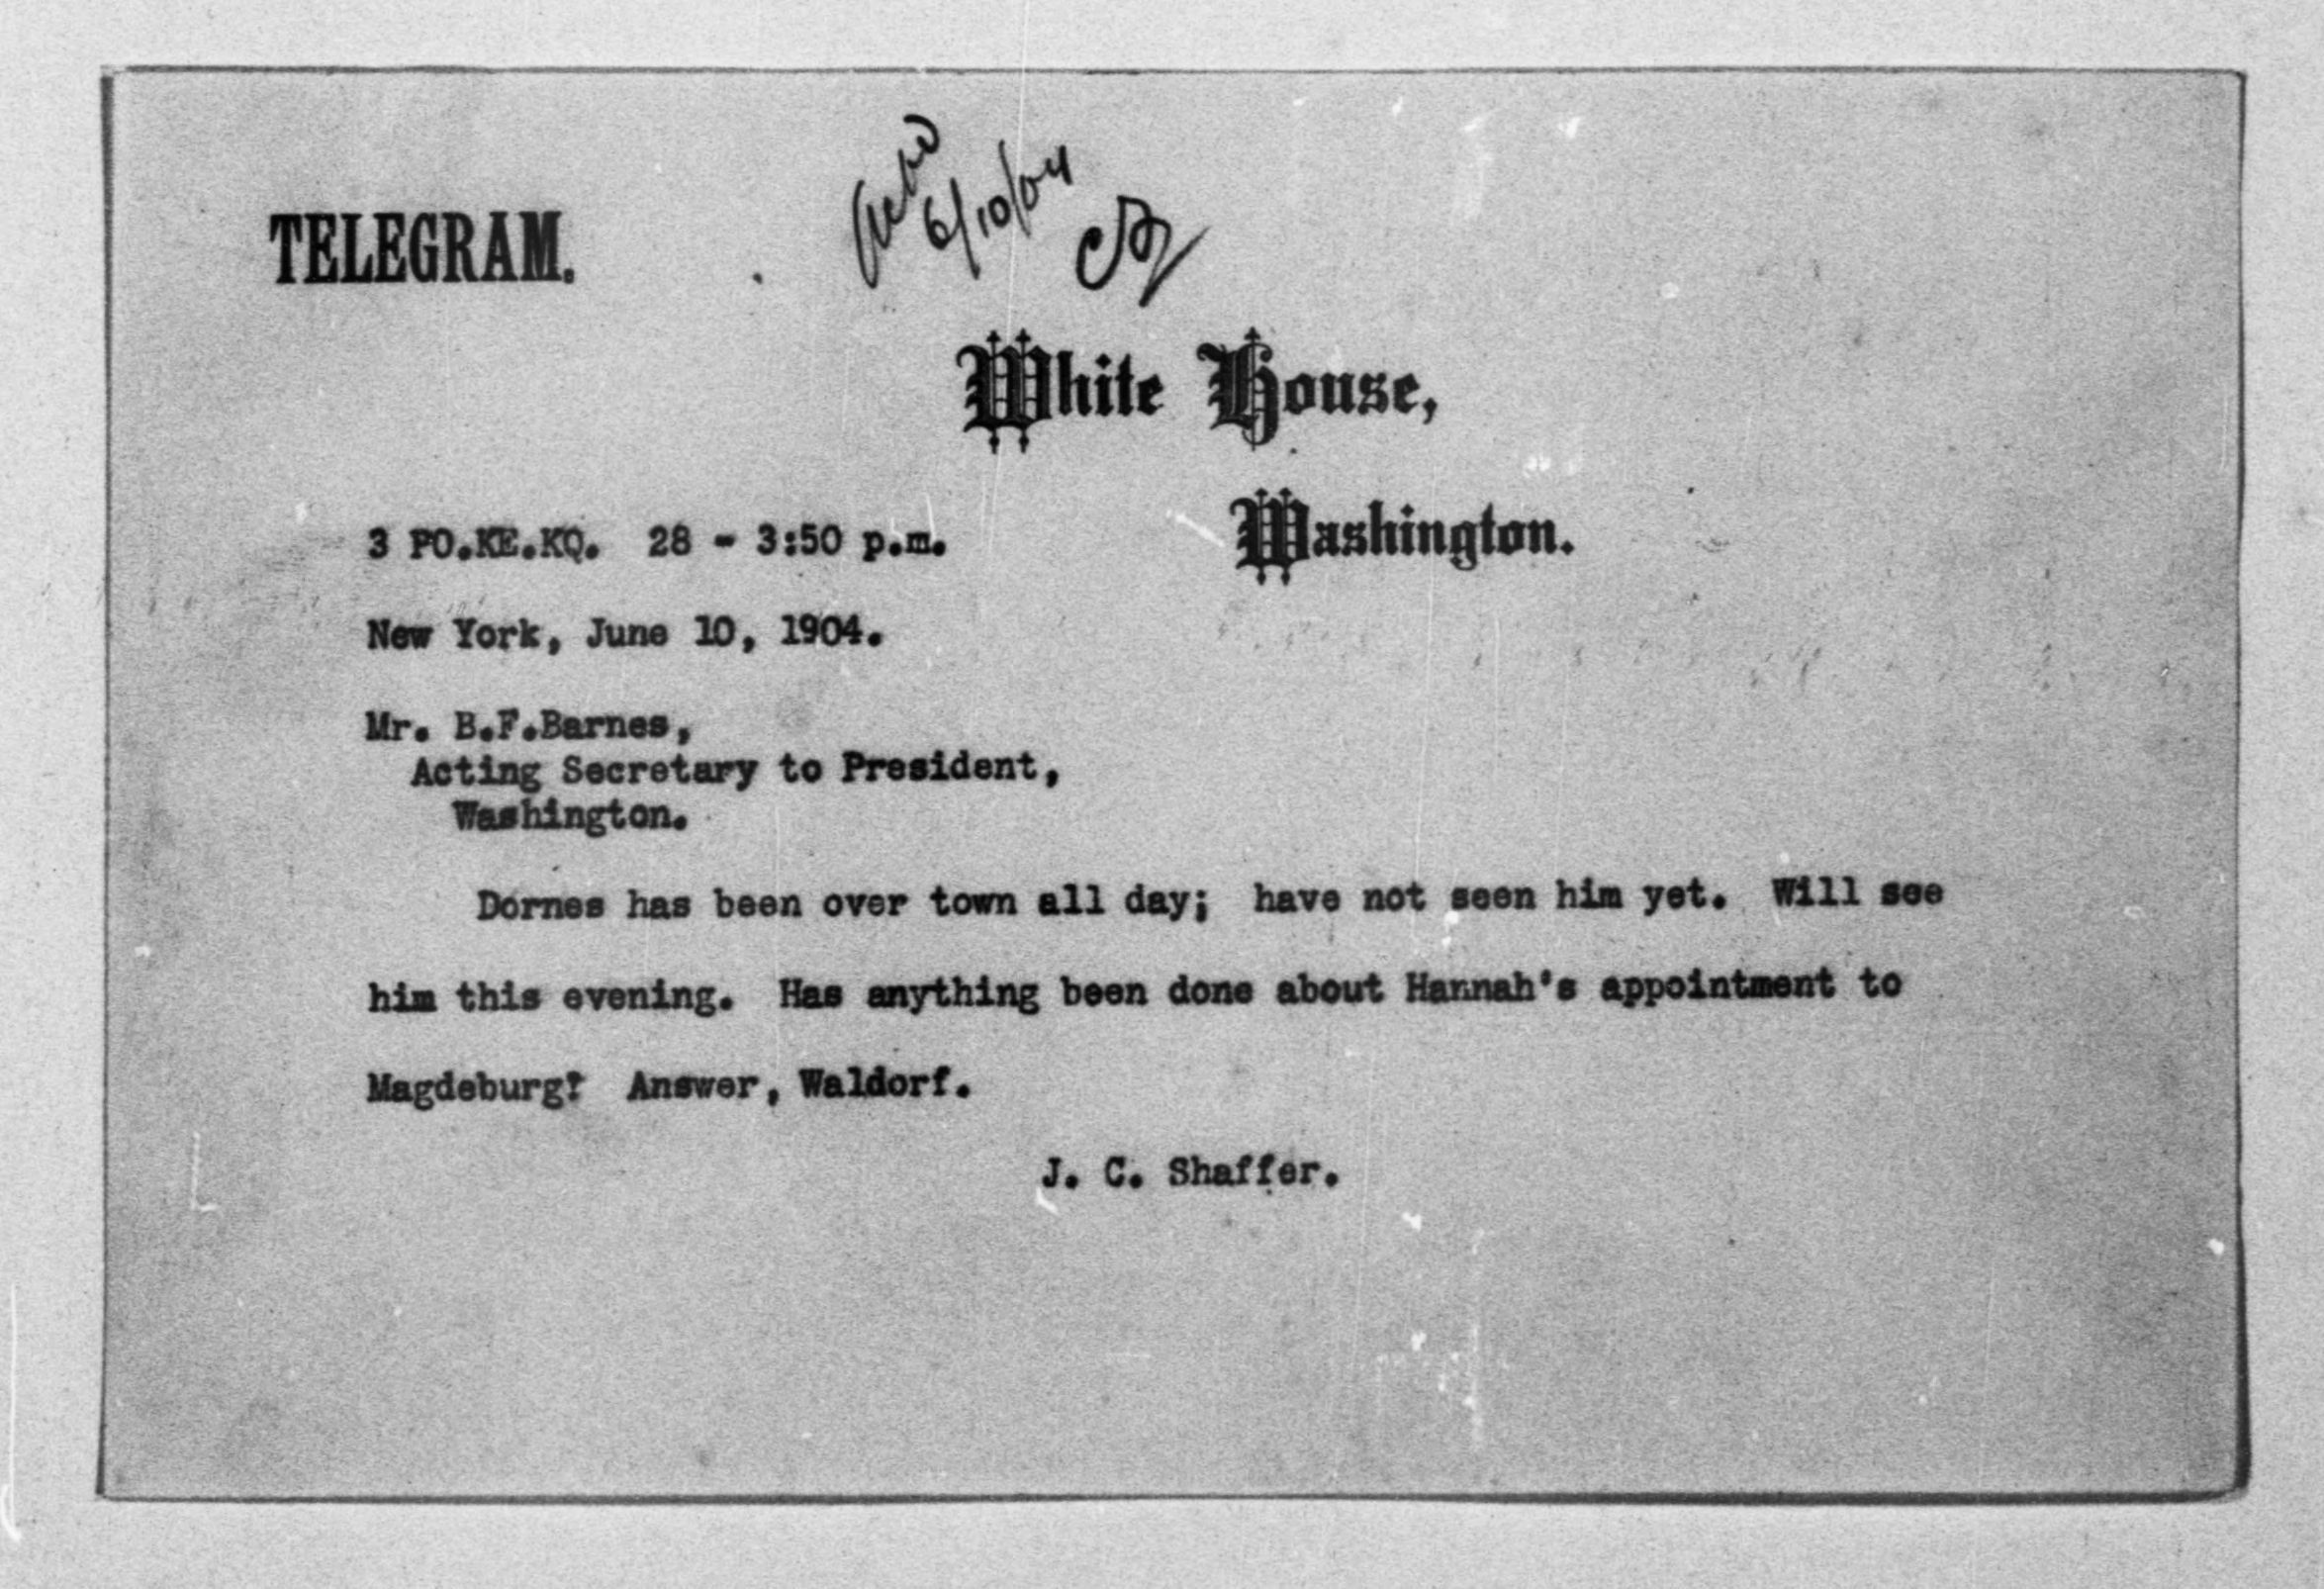 TELEGRAM.
6/10/04
White House,
Washington.
3 PO.KE.KQ. 28 - 3:50 p.m.
New York, June 10, 1904.
Mr. B.F.Barnes,
Acting Secretary to President,
Washington.
Dornes has been over town all day; have not seen him yet. Will see
him this evening. Has anything been done about Hannah's appointment to
Magdeburg? Answer, Waldorf.
J. C. Shaffer.